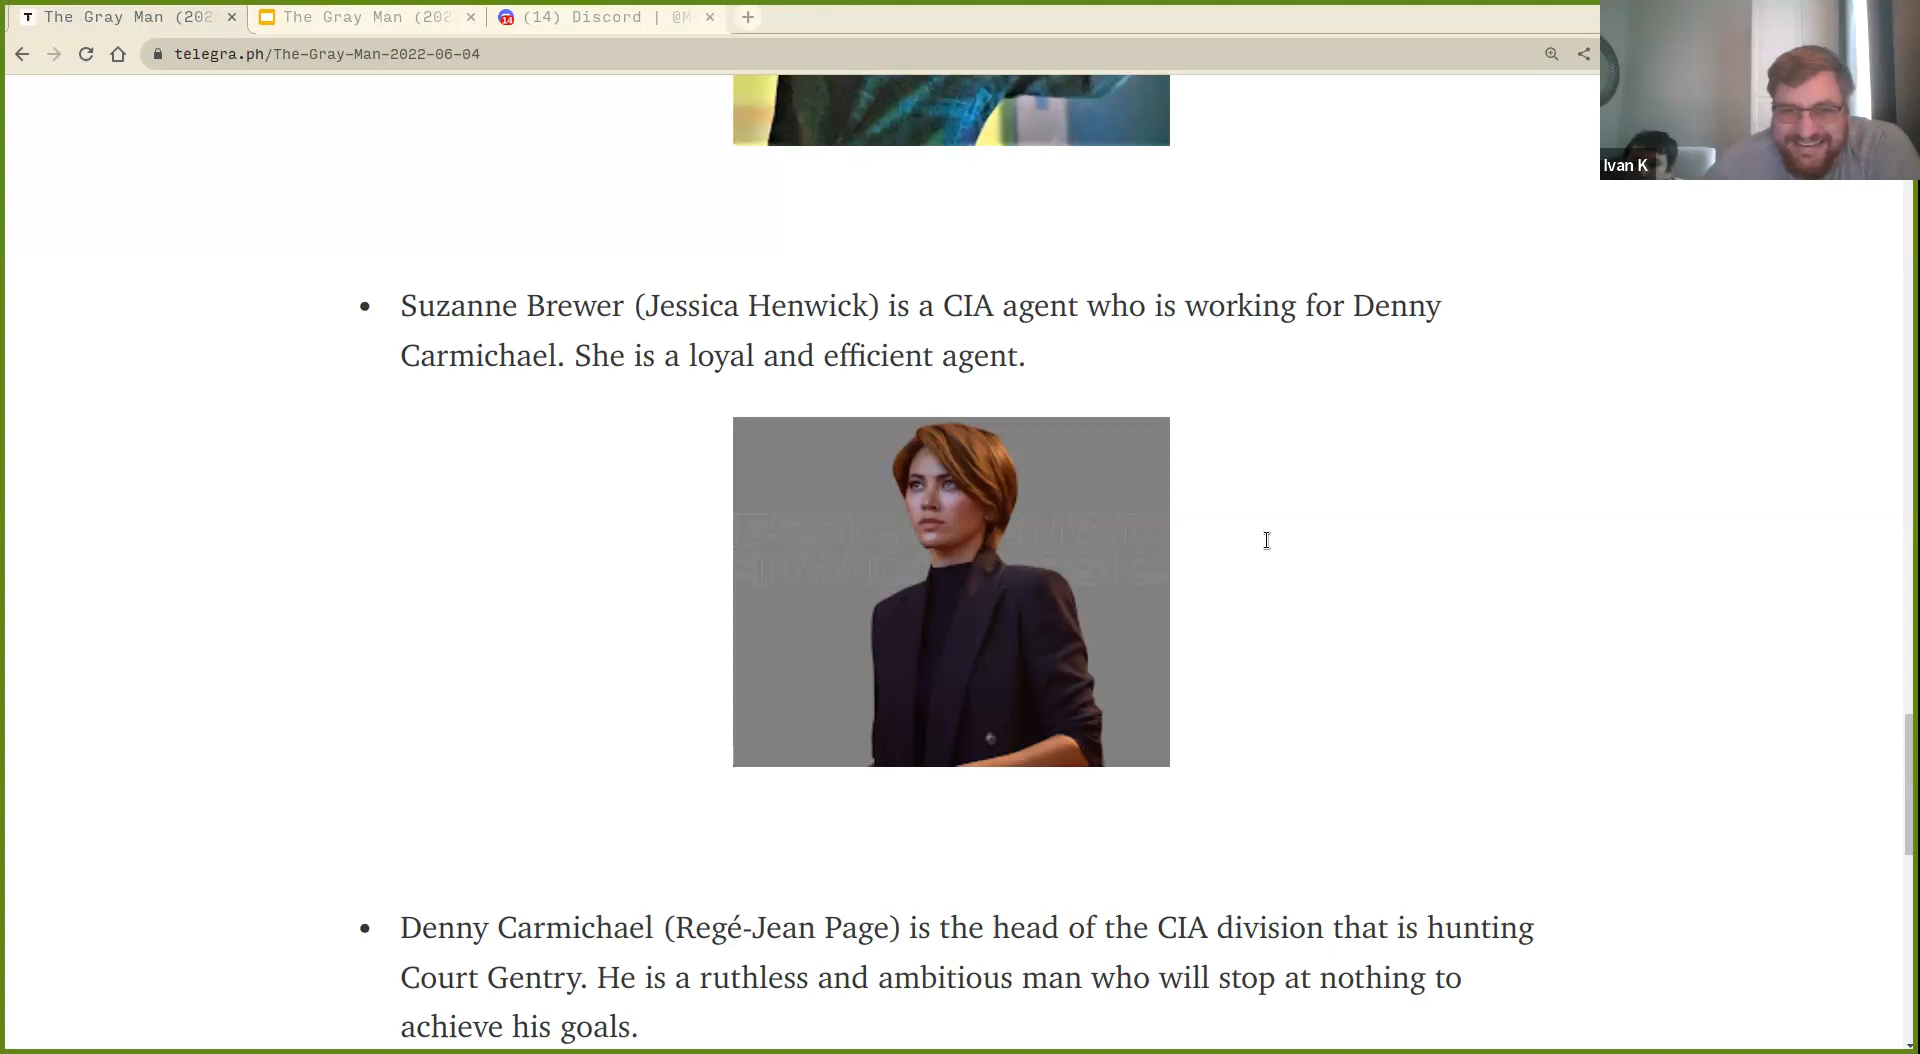 The Gray Man (202
The Gray Man (202
(14) Discord | @M
telegra.ph/The-Gray-Man-2022-06-04
Ivan K
• Suzanne Brewer (Jessica Henwick) is a CIA agent who is working for Denny
Carmichael. She is a loyal and efficient agent.
• Denny Carmichael (Regé-Jean Page) is the head of the CIA division that is hunting
Court Gentry. He is a ruthless and ambitious man who will stop at nothing to
achieve his goals.